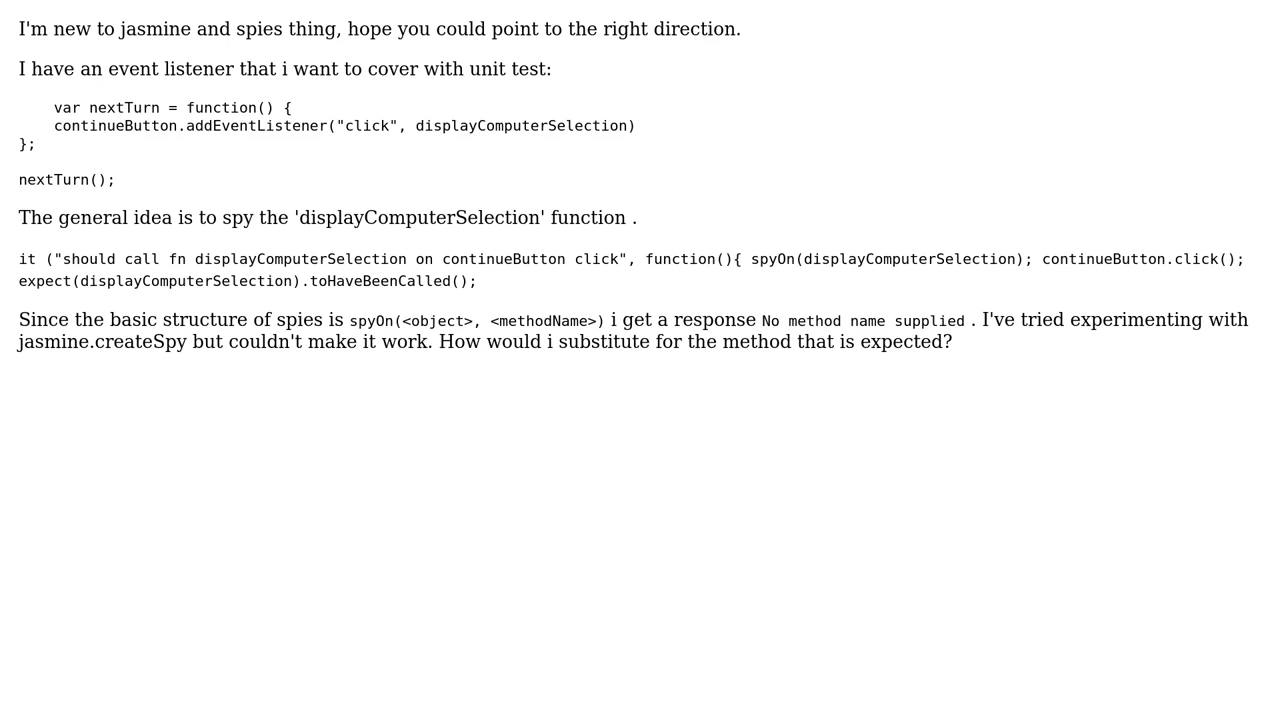 I'm new to jasmine and spies thing, hope you could point to the right direction.
I have an event listener that i want to cover with unit test:
    var nextTurn = function() {
    continueButton.addEventListener("click", displayComputerSelection)
};
nextTurn();
The general idea is to spy the 'displayComputerSelection' function .
it ("should call fn displayComputerSelection on continueButton click", function(){ spyOn(displayComputerSelection); continueButton.click();
expect(displayComputerSelection).toHaveBeenCalled();
Since the basic structure of spies is spyOn(<object>, <methodName>) i get a response No method name supplied . I've tried experimenting with
jasmine.createSpy but couldn't make it work. How would i substitute for the method that is expected?